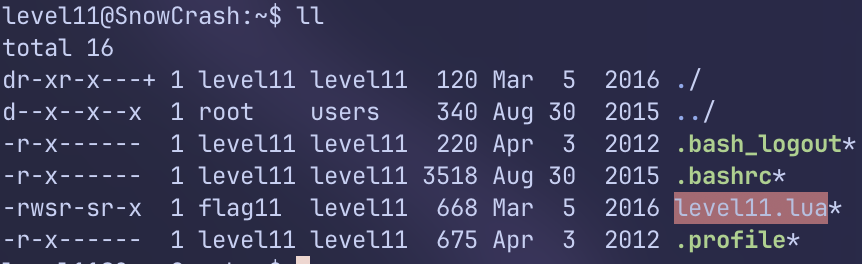 level11@SnowCrash:~$ ll
total 16
dr-xr-x---+ 1 level11 level11  120 Mar  5  2016 ./
d--x--x--x  1 root    users    340 Aug 30  2015 ../
-r-x------  1 level11 level11  220 Apr  3  2012 .bash_logout*
-r-x------  1 level11 level11 3518 Aug 30  2015 .bashrc*
-rwsr-sr-x  1 flag11  level11  668 Mar  5  2016 level11.lua*
-r-x------  1 level11 level11  675 Apr  3  2012 .profile*